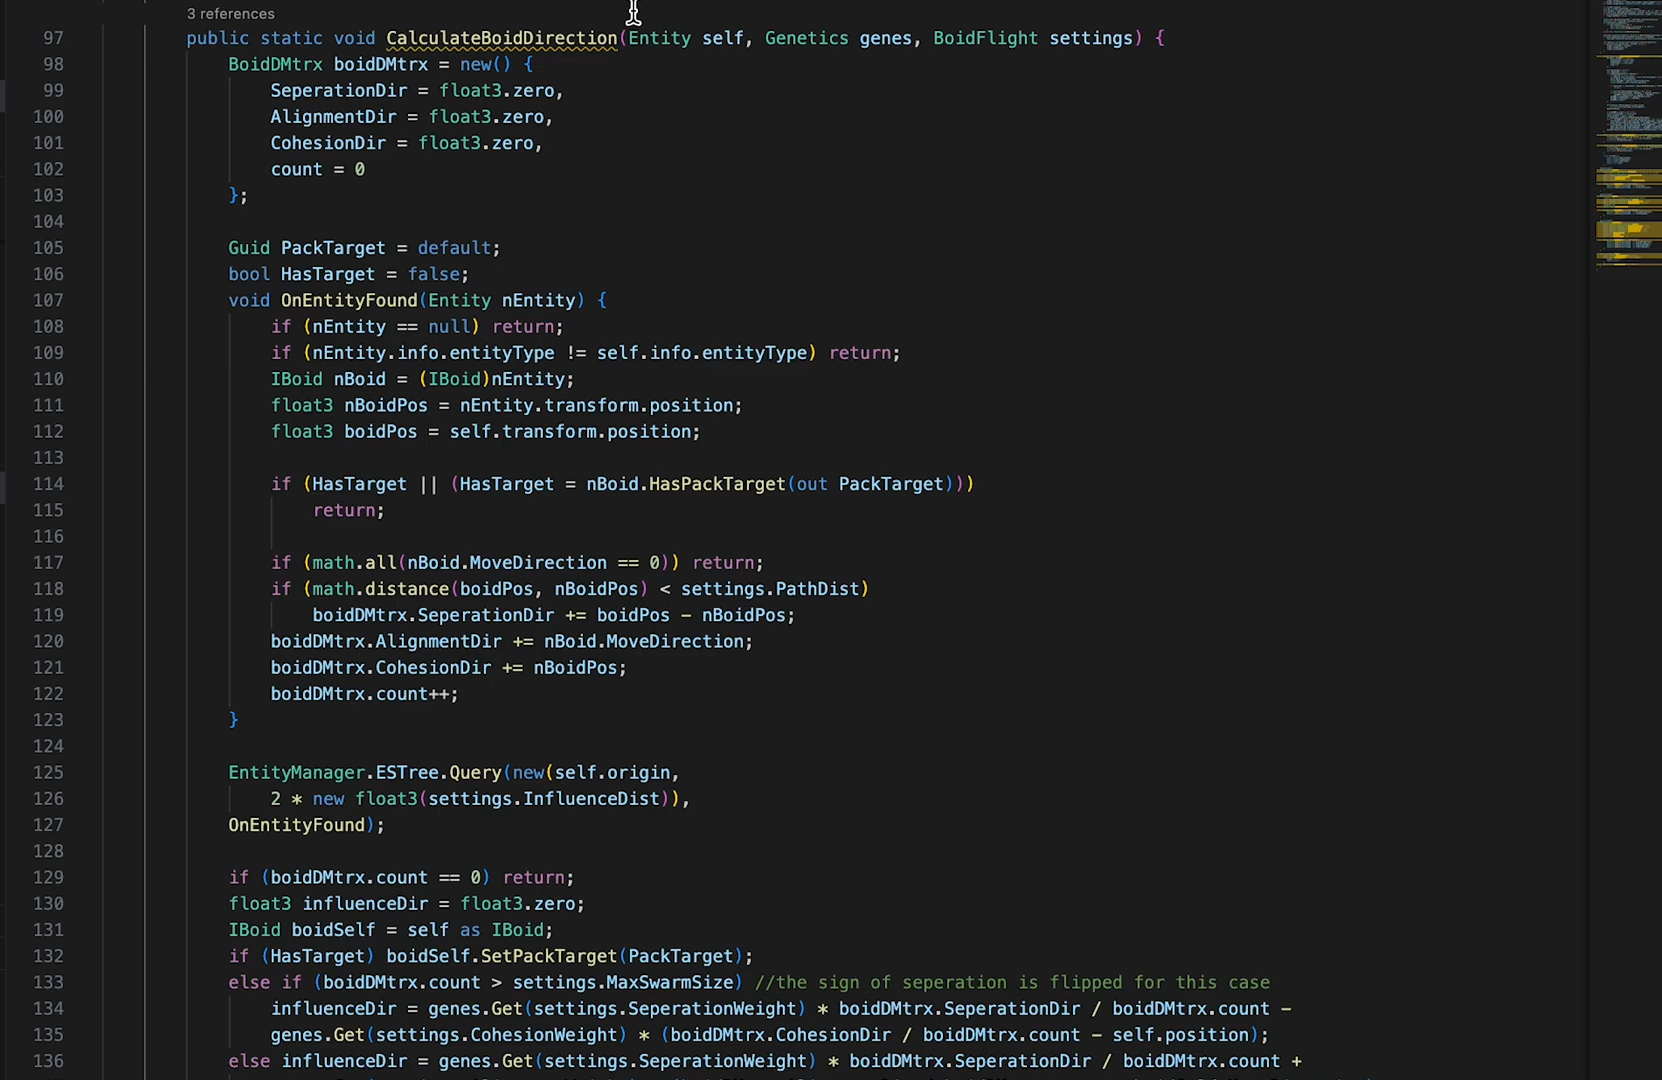 3 references
97 public static void CalculateBoidDirection(Entity self, Genetics genes, BoidFlight settings) {
98 BoidDMtrx boidDMtrx = new() {
99 SeperationDir = float3.zero,
100 AlignmentDir = float3.zero,
101 CohesionDir = float3.zero,
102 count = 0
103 };
104
105 Guid PackTarget = default;
106 bool HasTarget = false;
107 void OnEntityFound(Entity nEntity) {
108 if (nEntity == null) return;
109 if (nEntity.info.entityType != self.info.entityType) return;
110 IBoid nBoid = (IBoid)nEntity;
111 float3 nBoidPos = nEntity.transform.position;
112 float3 boidPos = self.transform.position;
113
114 if (HasTarget || (HasTarget = nBoid.HasPackTarget(out PackTarget)))
115 return;
116
117 if (math.all(nBoid.MoveDirection == 0)) return;
118 if (math.distance(boidPos, nBoidPos) < settings.PathDist)
119 boidDMtrx.SeperationDir += boidPos - nBoidPos;
120 boidDMtrx.AlignmentDir += nBoid.MoveDirection;
121 boidDMtrx.CohesionDir += nBoidPos;
122 boidDMtrx.count++;
123 }
124
125 EntityManager.ESTree.Query(new(self.origin,
126 2 * new float3(settings.InfluenceDist)),
127 OnEntityFound);
128
129 if (boidDMtrx.count == 0) return;
130 float3 influenceDir = float3.zero;
131 IBoid boidSelf = self as IBoid;
132 if (HasTarget) boidSelf.SetPackTarget(PackTarget);
133 else if (boidDMtrx.count > settings.MaxSwarmSize) //the sign of seperation is flipped for this case
134 influenceDir = genes.Get(settings.SeperationWeight) * boidDMtrx.SeperationDir / boidDMtrx.count -
135 genes.Get(settings.CohesionWeight) * (boidDMtrx.CohesionDir / boidDMtrx.count - self.position);
136 else influenceDir = genes.Get(settings.SeperationWeight) * boidDMtrx.SeperationDir / boidDMtrx.count +